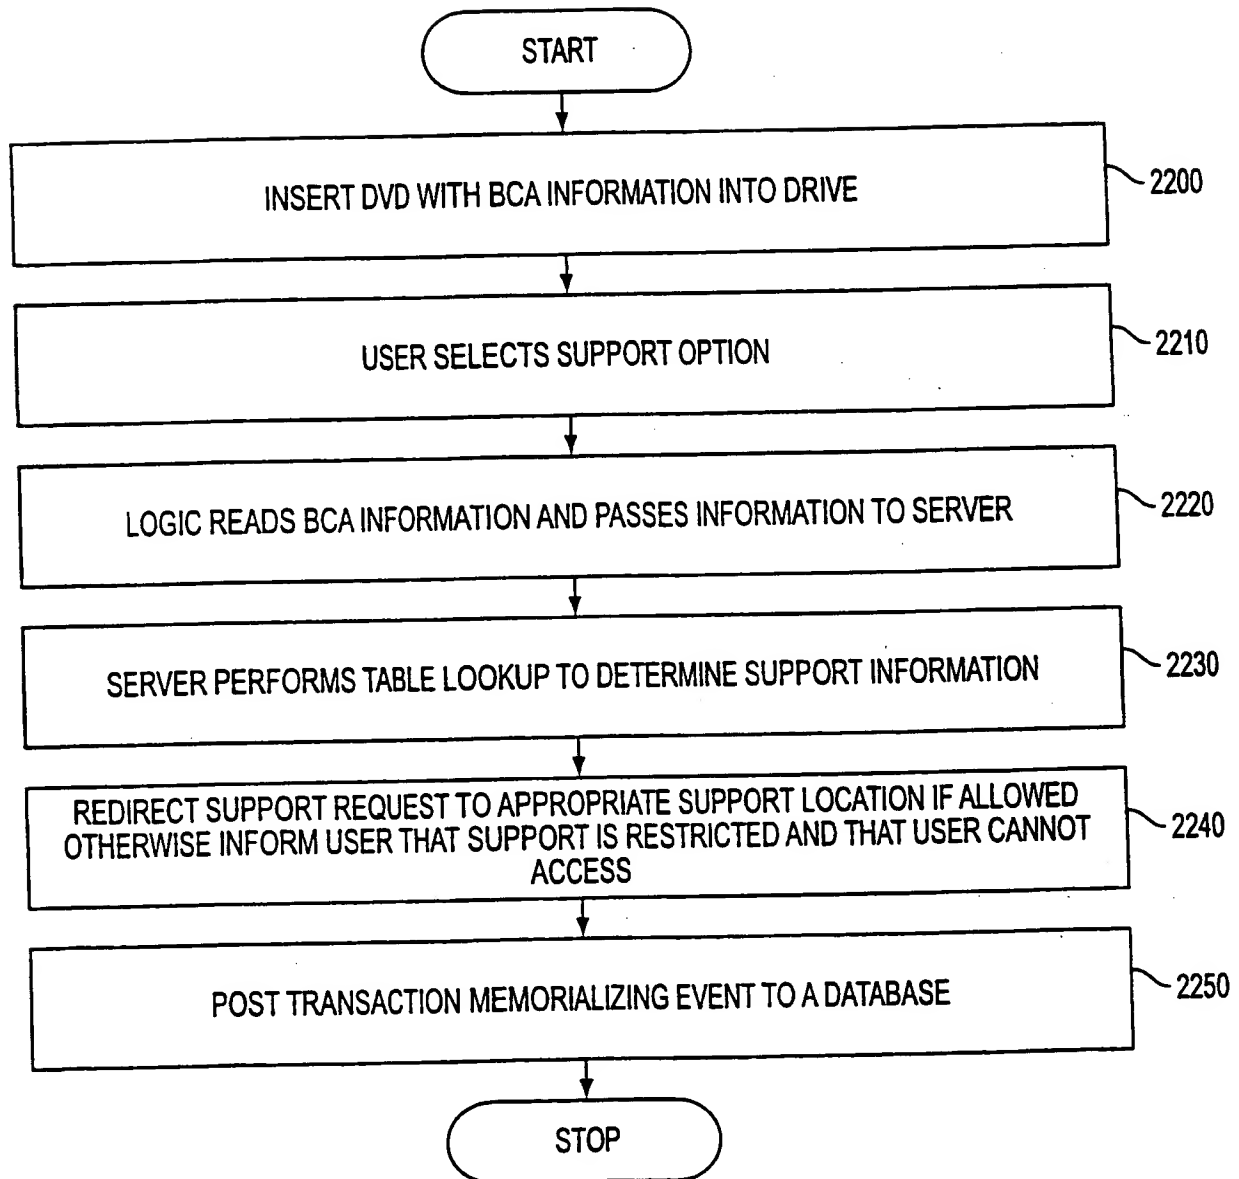 START
INSERT DVD WITH BCA INFORMATION INTO DRIVE
2200
USER SELECTS SUPPORT OPTION
2210
LOGIC READS BCA INFORMATION AND PASSES INFORMATION TO SERVER
2220
SERVER PERFORMS TABLE LOOKUP TO DETERMINE SUPPORT INFORMATION
2230
REDIRECT SUPPORT REQUEST TO APPROPRIATE SUPPORT LOCATION IF ALLOWED
OTHERWISE INFORM USER THAT SUPPORT IS RESTRICTED AND THAT USER CANNOT
ACCESS
2240
POST TRANSACTION MEMORIALIZING EVENT TO A DATABASE
2250
STOP